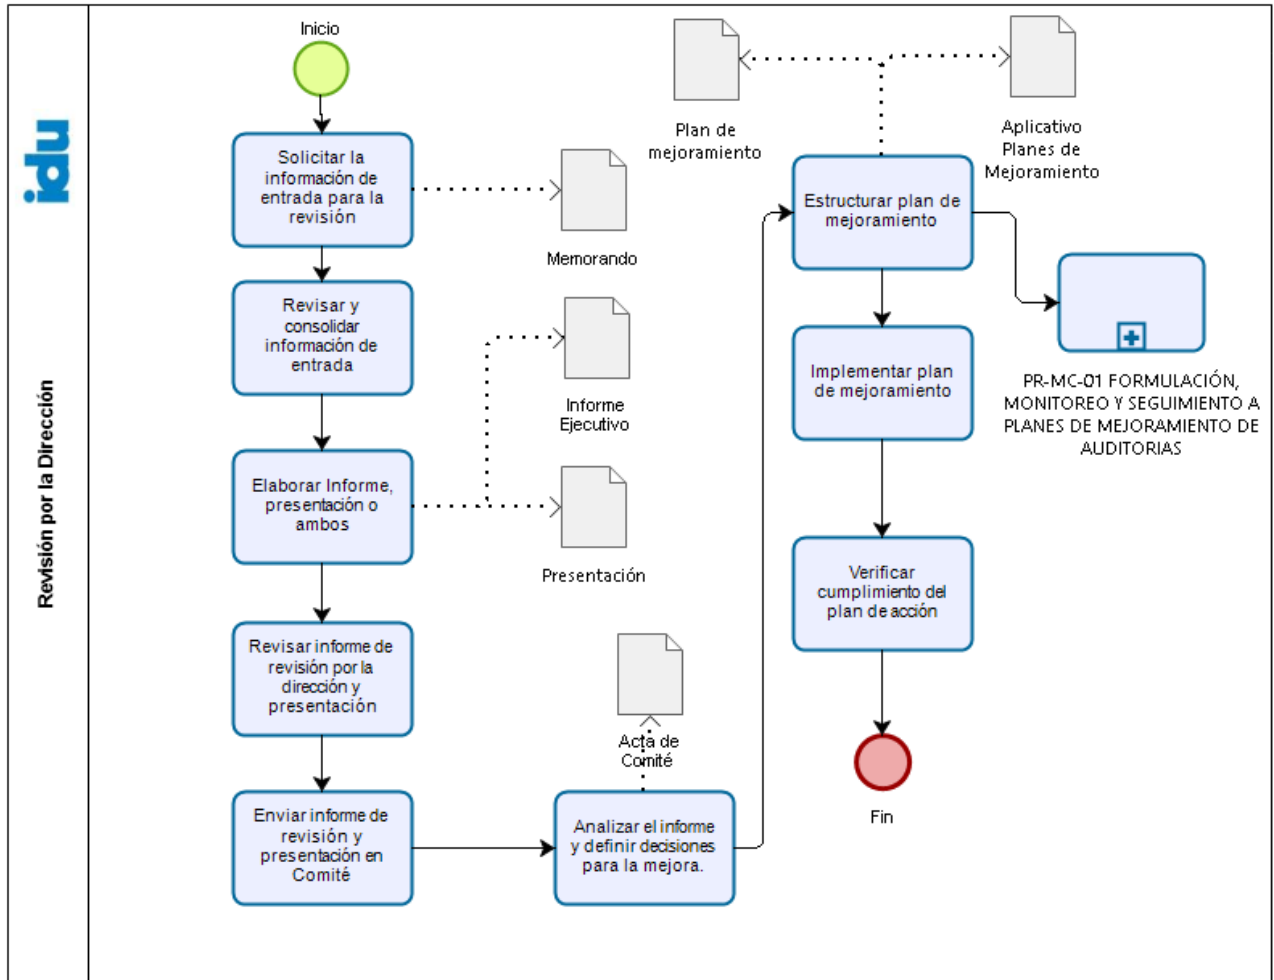 idu
Revisión por la Dirección
Inicio
Solicitar la
información de
entrada para la
revisión
Memorando
Revisar y
consolidar
información de
entrada
Informe
Ejecutivo
Elaborar Informe,
presentación o
ambos
Presentación
Revisar informe de
revisión por la
dirección y
presentación
Enviar informe de
revisión y
presentación en
Comité
Acta de
Comité
Analizar el informe
y definir decisiones
para la mejora.
Plan de
mejoramiento
Aplicativo
Planes de
Mejoramiento
Estructurar plan de
mejoramiento
PR-MC-01 FORMULACIÓN,
MONITOREO Y SEGUIMIENTO A
PLANES DE MEJORAMIENTO DE
AUDITORIAS
Implementar plan
de mejoramiento
Verificar
cumplimiento del
plan de acción
Fin